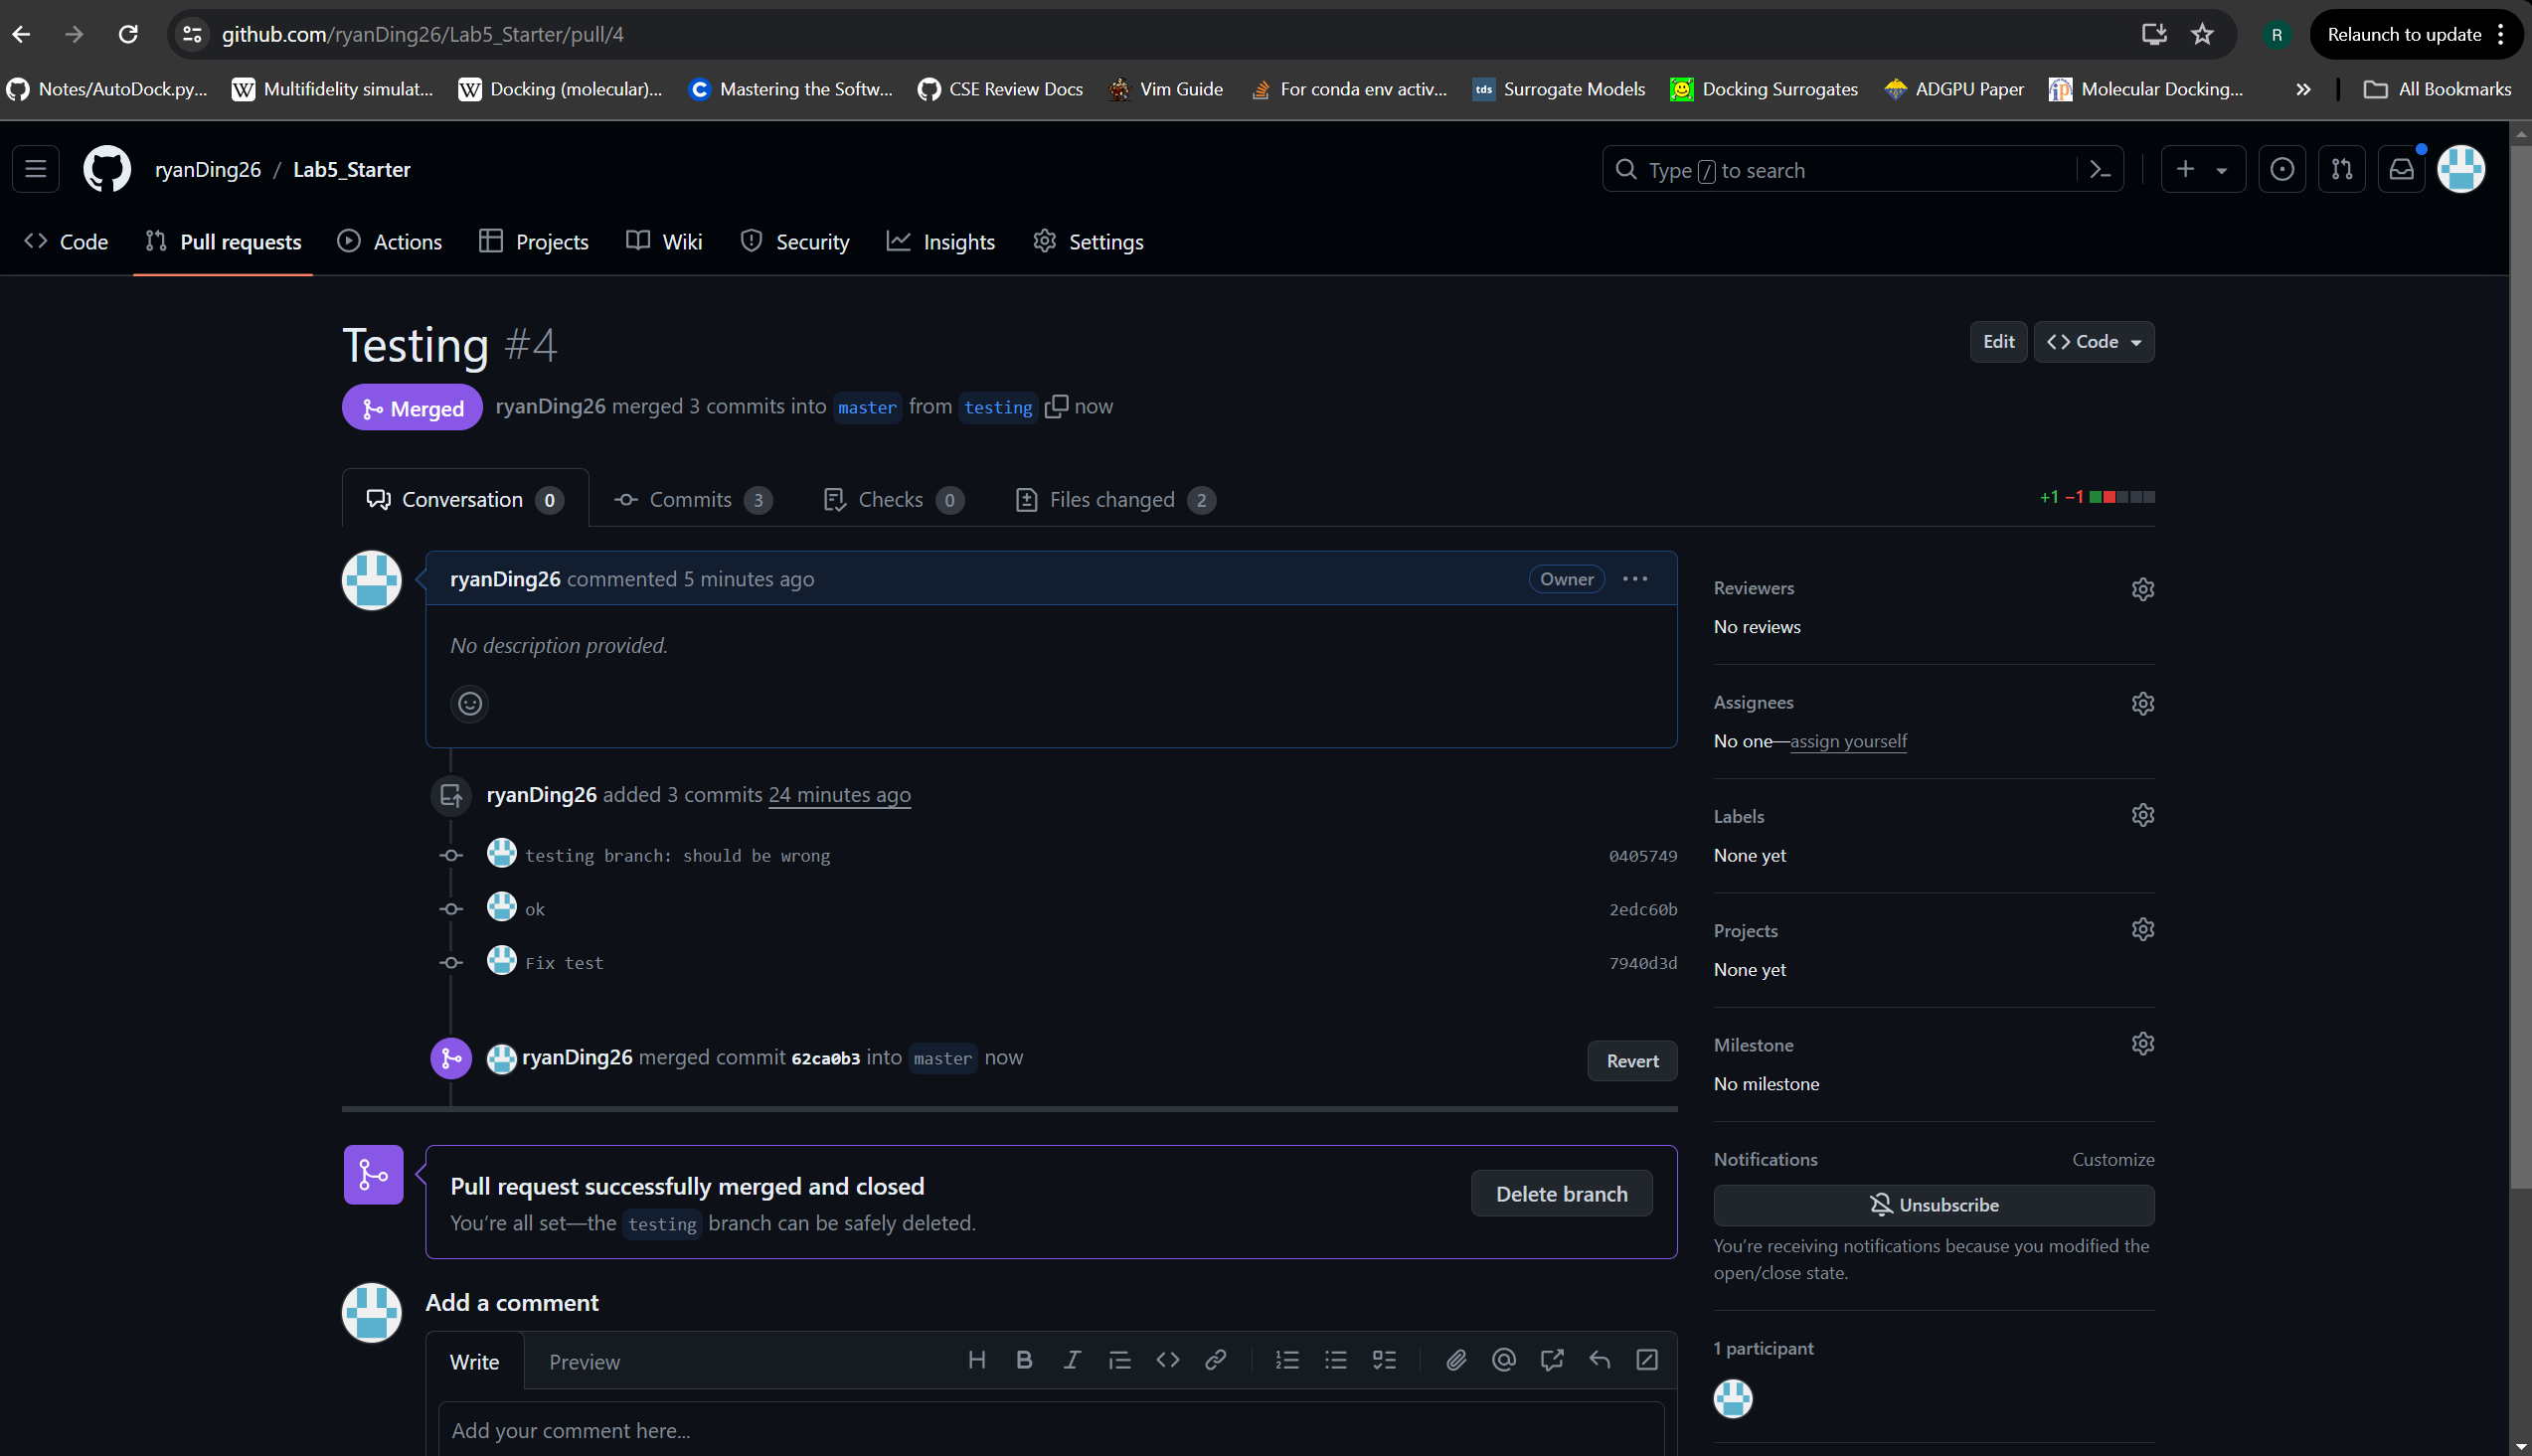 github.com/ryanDing26/Lab5_Starter/pull/4
R
Relaunch to update
Notes/AutoDock.py...
Multifidelity simulat...
Docking (molecular)...
Mastering the Softw...
CSE Review Docs
Vim Guide
For conda env activ...
tds Surrogate Models
Docking Surrogates
ADGPU Paper
Molecular Docking...
All Bookmarks
ryanDing26 / Lab5_Starter
Type / to search
Code
Pull requests
Actions
Projects
Wiki
Security
Insights
Settings
Testing #4
Edit
Code
Merged
ryanDing26 merged 3 commits into master from testing now
Conversation 0
Commits 3
Checks 0
Files changed 2
+1 −1
ryanDing26 commented 5 minutes ago
Owner
No description provided.
ryanDing26 added 3 commits 24 minutes ago
testing branch: should be wrong
0405749
ok
2edc60b
Fix test
7940d3d
ryanDing26 merged commit 62ca0b3 into master now
Revert
Pull request successfully merged and closed
You’re all set—the testing branch can be safely deleted.
Delete branch
Add a comment
Write
Preview
Add your comment here...
Reviewers
No reviews
Assignees
No one—assign yourself
Labels
None yet
Projects
None yet
Milestone
No milestone
Notifications
Customize
Unsubscribe
You’re receiving notifications because you modified the
open/close state.
1 participant